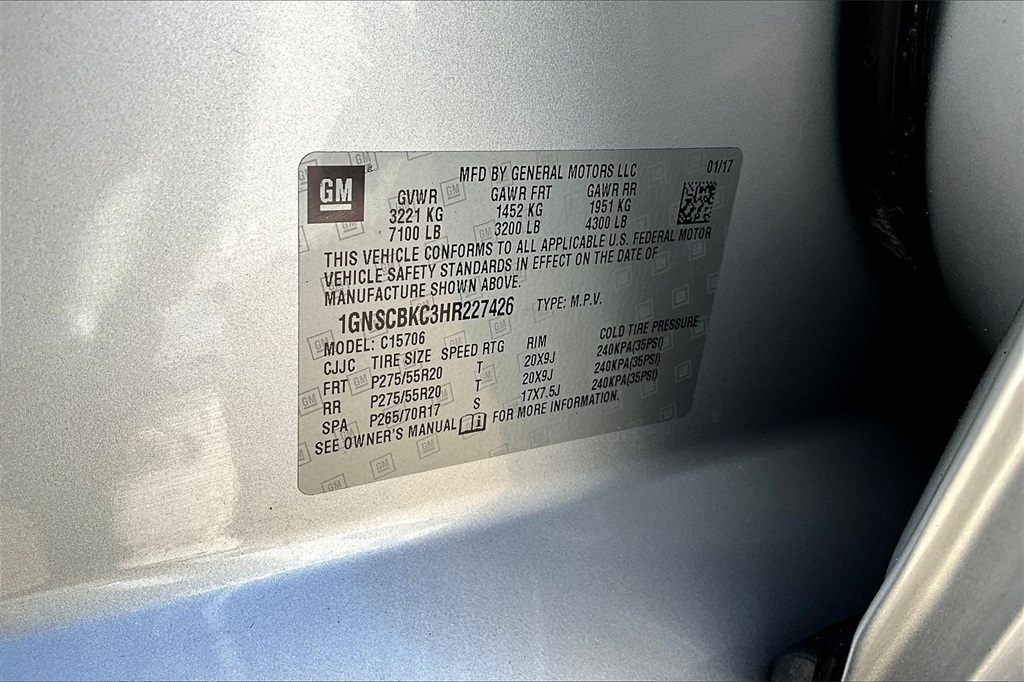 GM
MFD BY GENERAL MOTORS LLC 01/17
GVWR GAWR FRT GAWR RR
3221 KG 1452 KG 1951 KG
7100 LB 3200 LB 4300 LB
THIS VEHICLE CONFORMS TO ALL APPLICABLE U.S. FEDERAL MOTOR
VEHICLE SAFETY STANDARDS IN EFFECT ON THE DATE OF
MANUFACTURE SHOWN ABOVE.
1GNSCBKC3HR227426 TYPE: M.P.V.
MODEL: C15706
CJJC TIRE SIZE SPEED RTG RIM COLD TIRE PRESSURE
FRT P275/55R20 T 20X9J 240KPA(35PSI)
RR P275/55R20 T 20X9J 240KPA(35PSI)
SPA P265/70R17 S 17X7.5J 240KPA(35PSI)
SEE OWNER'S MANUAL FOR MORE INFORMATION.